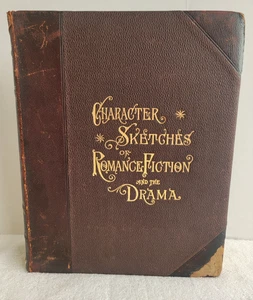 CHARACTER
SKETCHES
OF
ROMANCE FICTION
AND THE
DRAMA